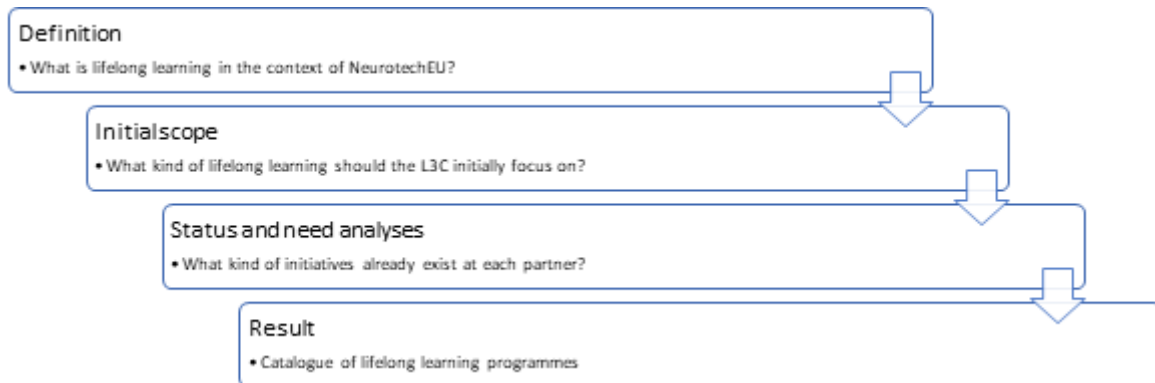 Definition
• What is lifelong learning in the context of NeurotechEU?
Initial scope
• What kind of lifelong learning should the L3C initially focus on?
Status and need analyses
• What kind of initiatives already exist at each partner?
Result
• Catalogue of lifelong learning programmes